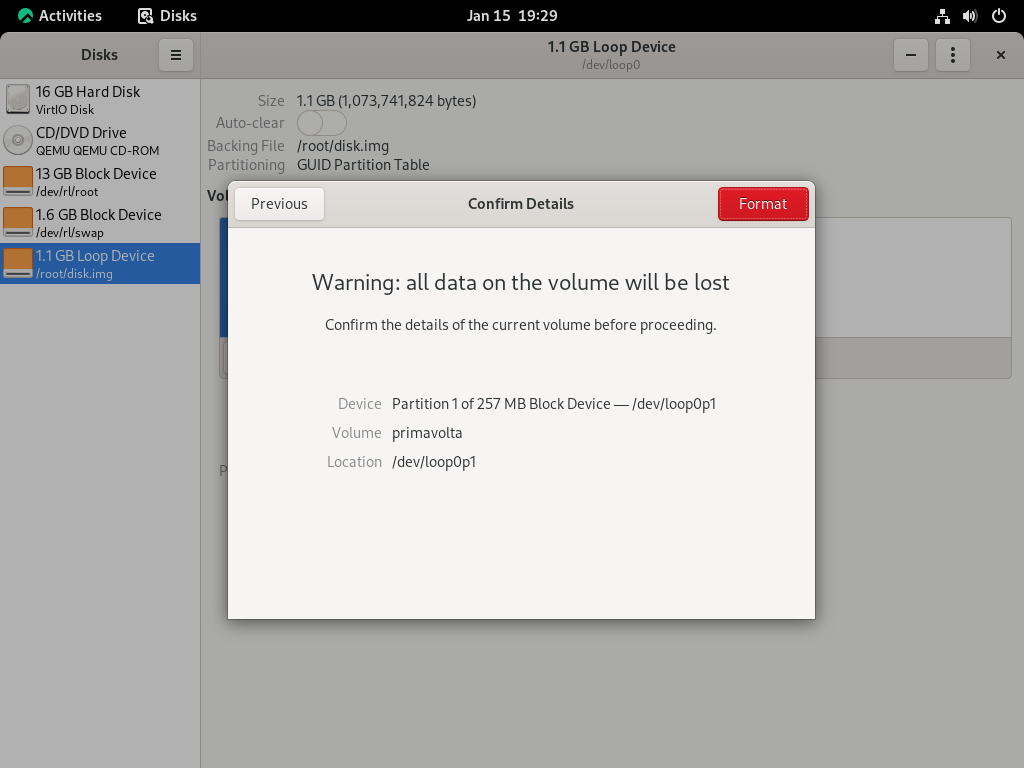 Activities
Disks
Jan 15 19:29
Disks
1.1 GB Loop Device
/dev/loop0
16 GB Hard Disk
VirtIO Disk
CD/DVD Drive
QEMU QEMU CD-ROM
13 GB Block Device
/dev/rl/root
1.6 GB Block Device
/dev/rl/swap
1.1 GB Loop Device
/root/disk.img
Size 1.1 GB (1,073,741,824 bytes)
Auto-clear
Backing File /root/disk.img
Partitioning GUID Partition Table
Previous
Confirm Details
Format
Warning: all data on the volume will be lost
Confirm the details of the current volume before proceeding.
Device Partition 1 of 257 MB Block Device — /dev/loop0p1
Volume primavolta
Location /dev/loop0p1